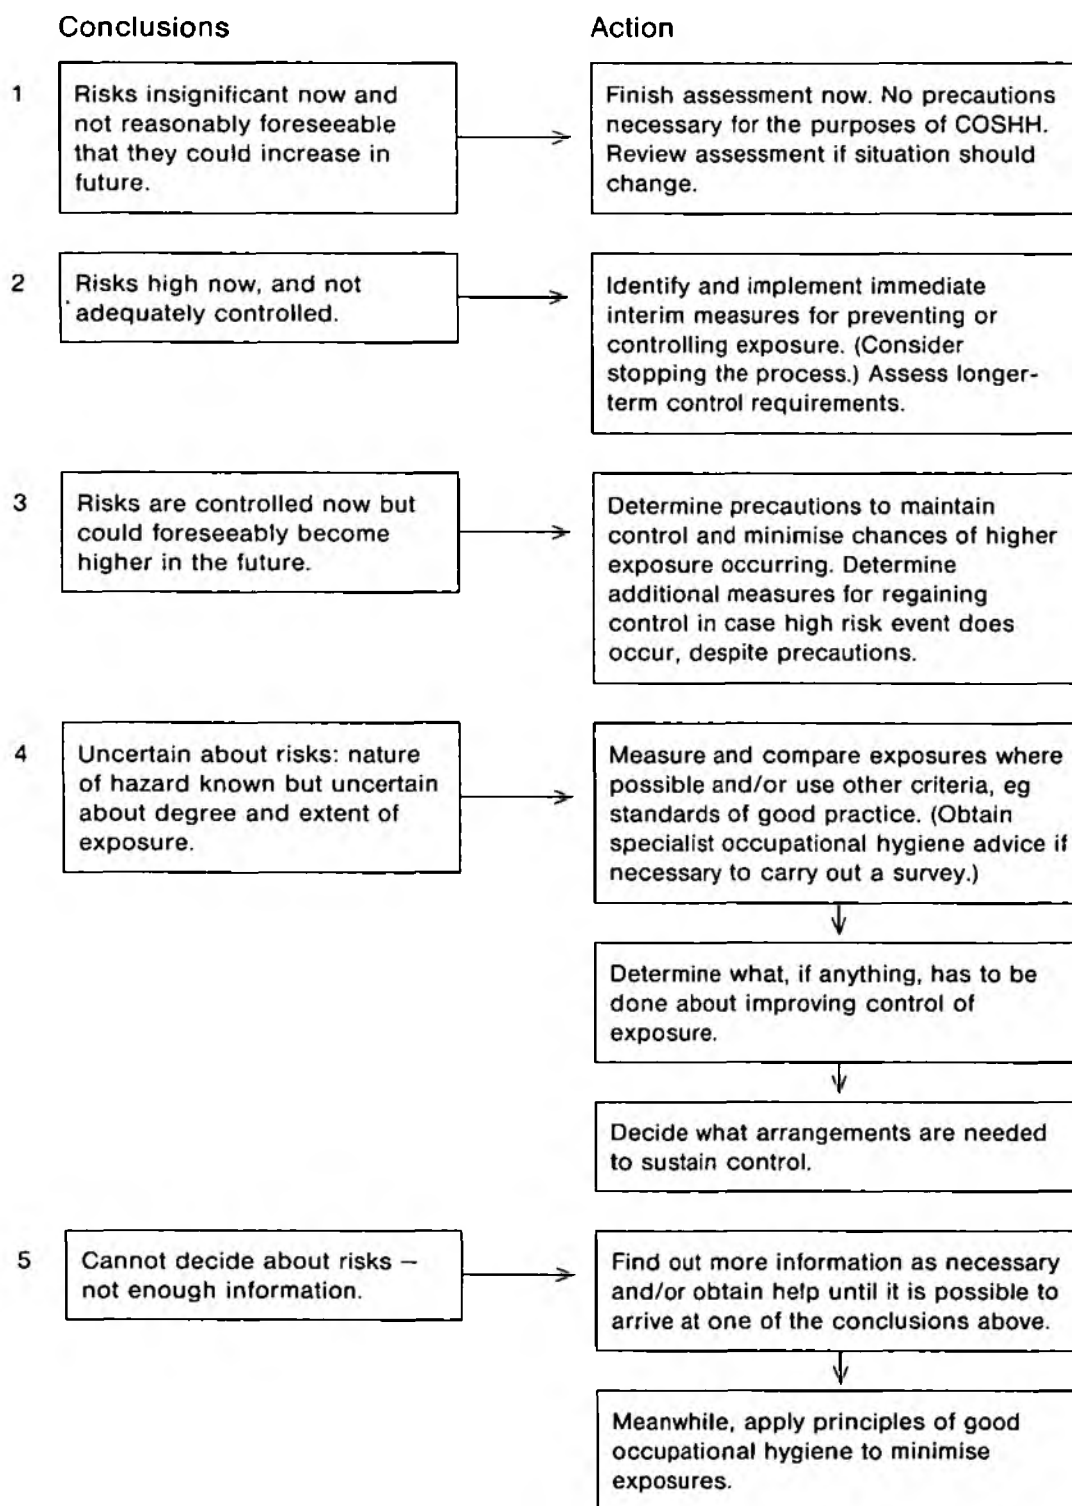 Conclusions
Action
1
Risks insignificant now and
not reasonably foreseeable
that they could increase in
future.
Finish assessment now. No precautions
necessary for the purposes of COSHH.
Review assessment if situation should
change.
2
Risks high now, and not
adequately controlled.
Identify and implement immediate
interim measures for preventing or
controlling exposure. (Consider
stopping the process.) Assess longer-
term control requirements.
3
Risks are controlled now but
could foreseeably become
higher in the future.
Determine precautions to maintain
control and minimise chances of higher
exposure occurring. Determine
additional measures for regaining
control in case high risk event does
occur, despite precautions.
4
Uncertain about risks: nature
of hazard known but uncertain
about degree and extent of
exposure.
Measure and compare exposures where
possible and/or use other criteria, eg
standards of good practice. (Obtain
specialist occupational hygiene advice if
necessary to carry out a survey.)
Determine what, if anything, has to be
done about improving control of
exposure.
Decide what arrangements are needed
to sustain control.
5
Cannot decide about risks –
not enough information.
Find out more information as necessary
and/or obtain help until it is possible to
arrive at one of the conclusions above.
Meanwhile, apply principles of good
occupational hygiene to minimise
exposures.